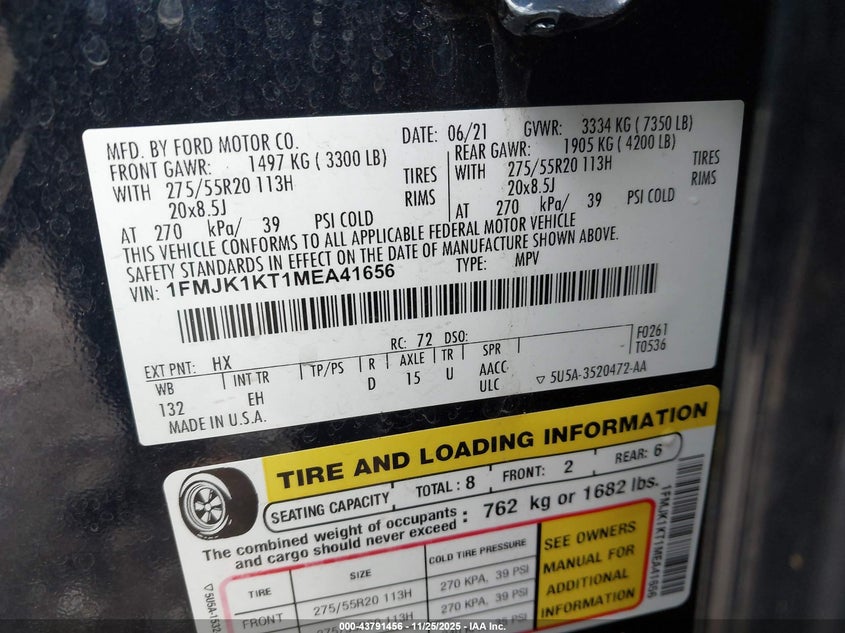 MFD. BY FORD MOTOR CO. DATE: 06/21 GVWR: 3334 KG ( 7350 LB)
FRONT GAWR: 1497 KG ( 3300 LB) REAR GAWR: 1905 KG ( 4200 LB)
WITH 275/55R20 113H TIRES WITH 275/55R20 113H TIRES
20x8.5J RIMS 20x8.5J RIMS
AT 270 kPa/ 39 PSI COLD AT 270 kPa/ 39 PSI COLD
THIS VEHICLE CONFORMS TO ALL APPLICABLE FEDERAL MOTOR VEHICLE
SAFETY STANDARDS IN EFFECT ON THE DATE OF MANUFACTURE SHOWN ABOVE.
VIN: 1FMJK1KT1MEA41656 TYPE: MPV
EXT PNT: HX RC: 72 DSO: F0261
WB INT TR TP/PS R AXLE TR SPR T0536
132 EH D 15 U AACC
ULC 5U5A-3520472-AA
MADE IN U.S.A.
TIRE AND LOADING INFORMATION
SEATING CAPACITY TOTAL : 8 FRONT: 2 REAR: 6
The combined weight of occupants
and cargo should never exceed : 762 kg or 1682 lbs.
TIRE SIZE COLD TIRE PRESSURE
FRONT 275/55R20 113H 270 KPA, 39 PSI
275/55R20 113H 270 KPA, 39 PSI
SEE OWNERS
MANUAL FOR
ADDITIONAL
INFORMATION
1FMJK1KT1MEA41656
5U5A-1532
000-43791456 - 11/25/2025 - IAA Inc.